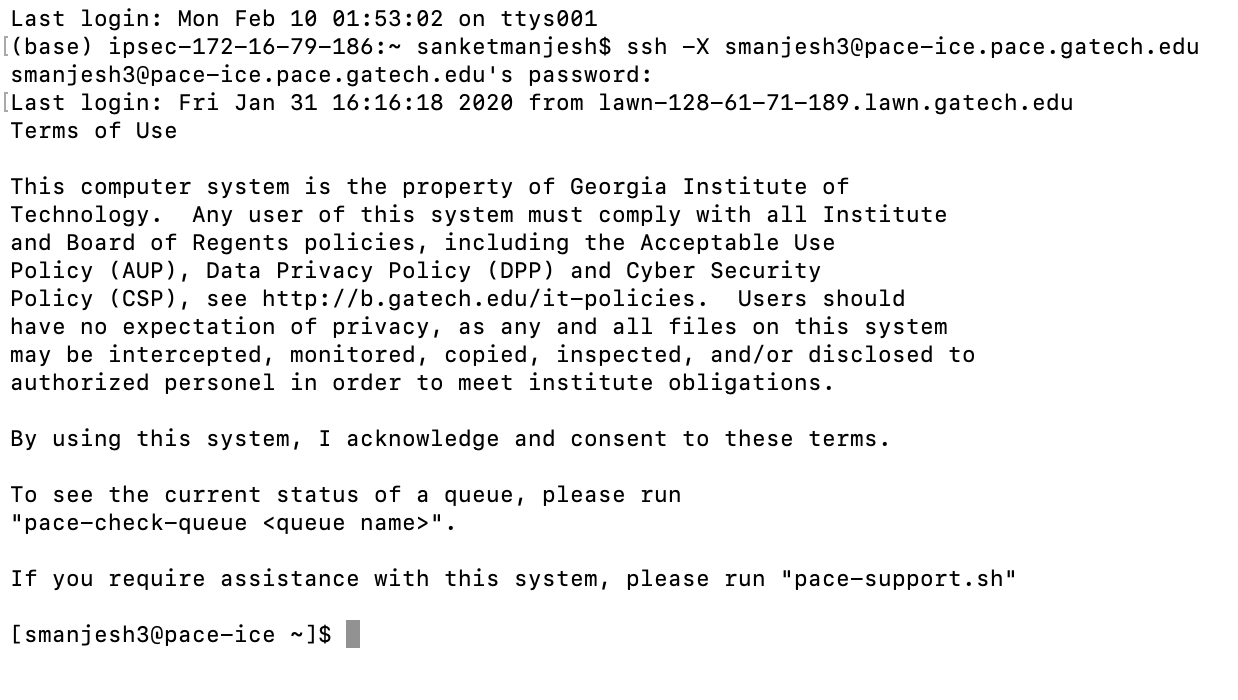 Last login: Mon Feb 10 01:53:02 on ttys001
[(base) ipsec-172-16-79-186:~ sanketmanjesh$ ssh -X smanjesh3@pace-ice.pace.gatech.edu
smanjesh3@pace-ice.pace.gatech.edu's password:
[Last login: Fri Jan 31 16:16:18 2020 from lawn-128-61-71-189.lawn.gatech.edu
Terms of Use
This computer system is the property of Georgia Institute of
Technology.  Any user of this system must comply with all Institute
and Board of Regents policies, including the Acceptable Use
Policy (AUP), Data Privacy Policy (DPP) and Cyber Security
Policy (CSP), see http://b.gatech.edu/it-policies.  Users should
have no expectation of privacy, as any and all files on this system
may be intercepted, monitored, copied, inspected, and/or disclosed to
authorized personel in order to meet institute obligations.
By using this system, I acknowledge and consent to these terms.
To see the current status of a queue, please run
"pace-check-queue <queue name>".
If you require assistance with this system, please run "pace-support.sh"
[smanjesh3@pace-ice ~]$